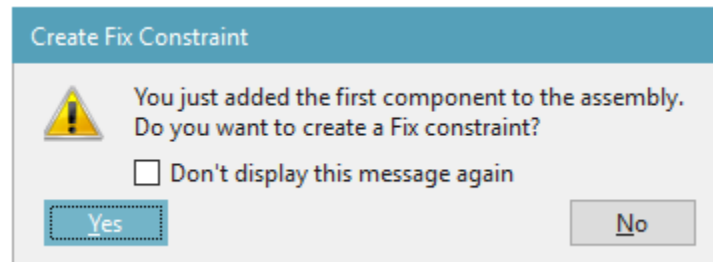 Create Fix Constraint
You just added the first component to the assembly.
Do you want to create a Fix constraint?
Don't display this message again
Yes
No